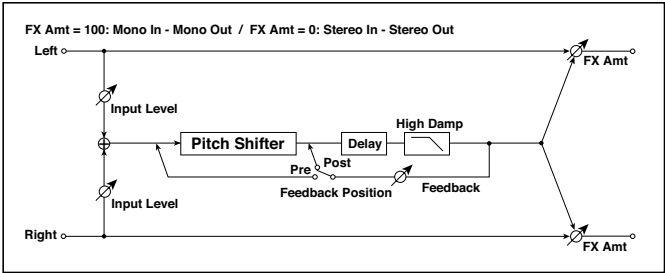 FX Amt = 100: Mono In - Mono Out / FX Amt = 0: Stereo In - Stereo Out
Left
FX Amt
Input Level
High Damp
Pitch Shifter
Delay
Post
Pre
Feedback Position
Feedback
Input Level
Right
FX Amt